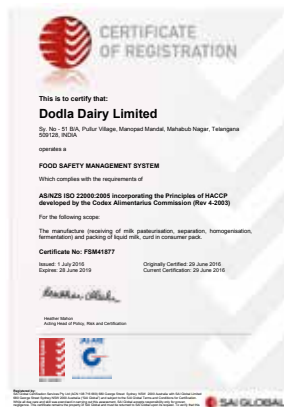 CERTIFICATE
OF REGISTRATION
This is to certify that:
Dodla Dairy Limited
Sy. No - 51 B/A, Pullur Village, Manopad Mandal, Mahabub Nagar, Telangana
509128, INDIA
operates a
FOOD SAFETY MANAGEMENT SYSTEM
Which complies with the requirements of
AS/NZS ISO 22000:2005 incorporating the Principles of HACCP
developed by the Codex Alimentarius Commission (Rev 4-2003)
For the following scope:
The manufacture (receiving of milk pasteurisation, separation, homogenisation,
fermentation) and packing of liquid milk, curd in consumer pack.
Certificate No: FSM41877
Issued: 1 July 2016
Originally Certified: 29 June 2016
Expires: 28 June 2019
Current Certification: 29 June 2016
Heather Mahon
Acting Head of Policy, Risk and Certification
Registered by:
SAI GLOBAL